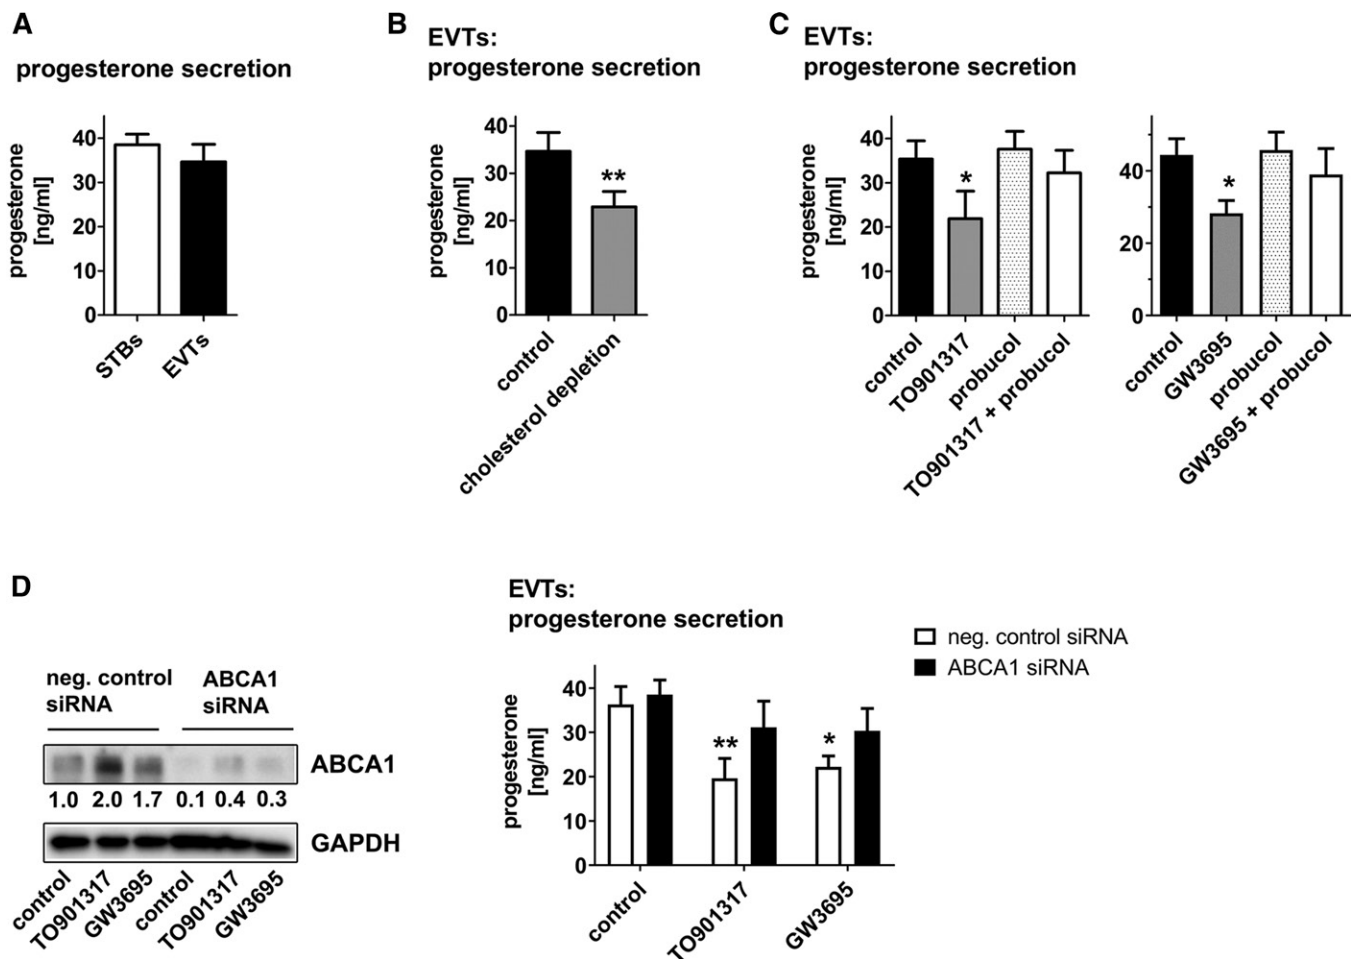 A
progesterone secretion
progesterone
[ng/ml]
40
30
20
10
0
STBs
EVTs
B
EVTs:
progesterone secretion
progesterone
[ng/ml]
40
30
20
10
0
**
control
cholesterol depletion
C
EVTs:
progesterone secretion
progesterone
[ng/ml]
40
30
20
10
0
*
control
TO901317
probucol
TO901317 + probucol
40
20
0
*
control
GW3695
probucol
GW3695 + probucol
D
neg. control
siRNA
ABCA1
siRNA
ABCA1
1.0 2.0 1.7 0.1 0.4 0.3
GAPDH
control
TO901317
GW3695
control
TO901317
GW3695
EVTs:
progesterone secretion
progesterone
[ng/ml]
40
30
20
10
0
**
*
control
TO901317
GW3695
neg. control siRNA
ABCA1 siRNA